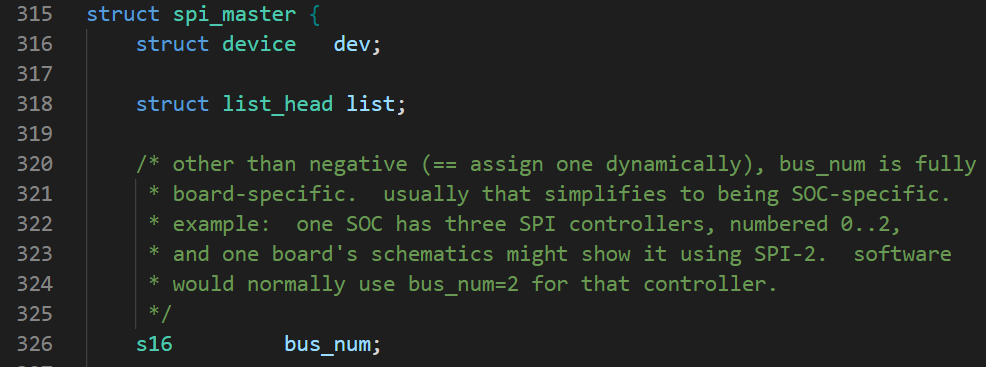 315 struct spi_master {
316     struct device   dev;
317
318     struct list_head list;
319
320     /* other than negative (== assign one dynamically), bus_num is fully
321      * board-specific.  usually that simplifies to being SOC-specific.
322      * example:  one SOC has three SPI controllers, numbered 0..2,
323      * and one board's schematics might show it using SPI-2.  software
324      * would normally use bus_num=2 for that controller.
325      */
326     s16         bus_num;